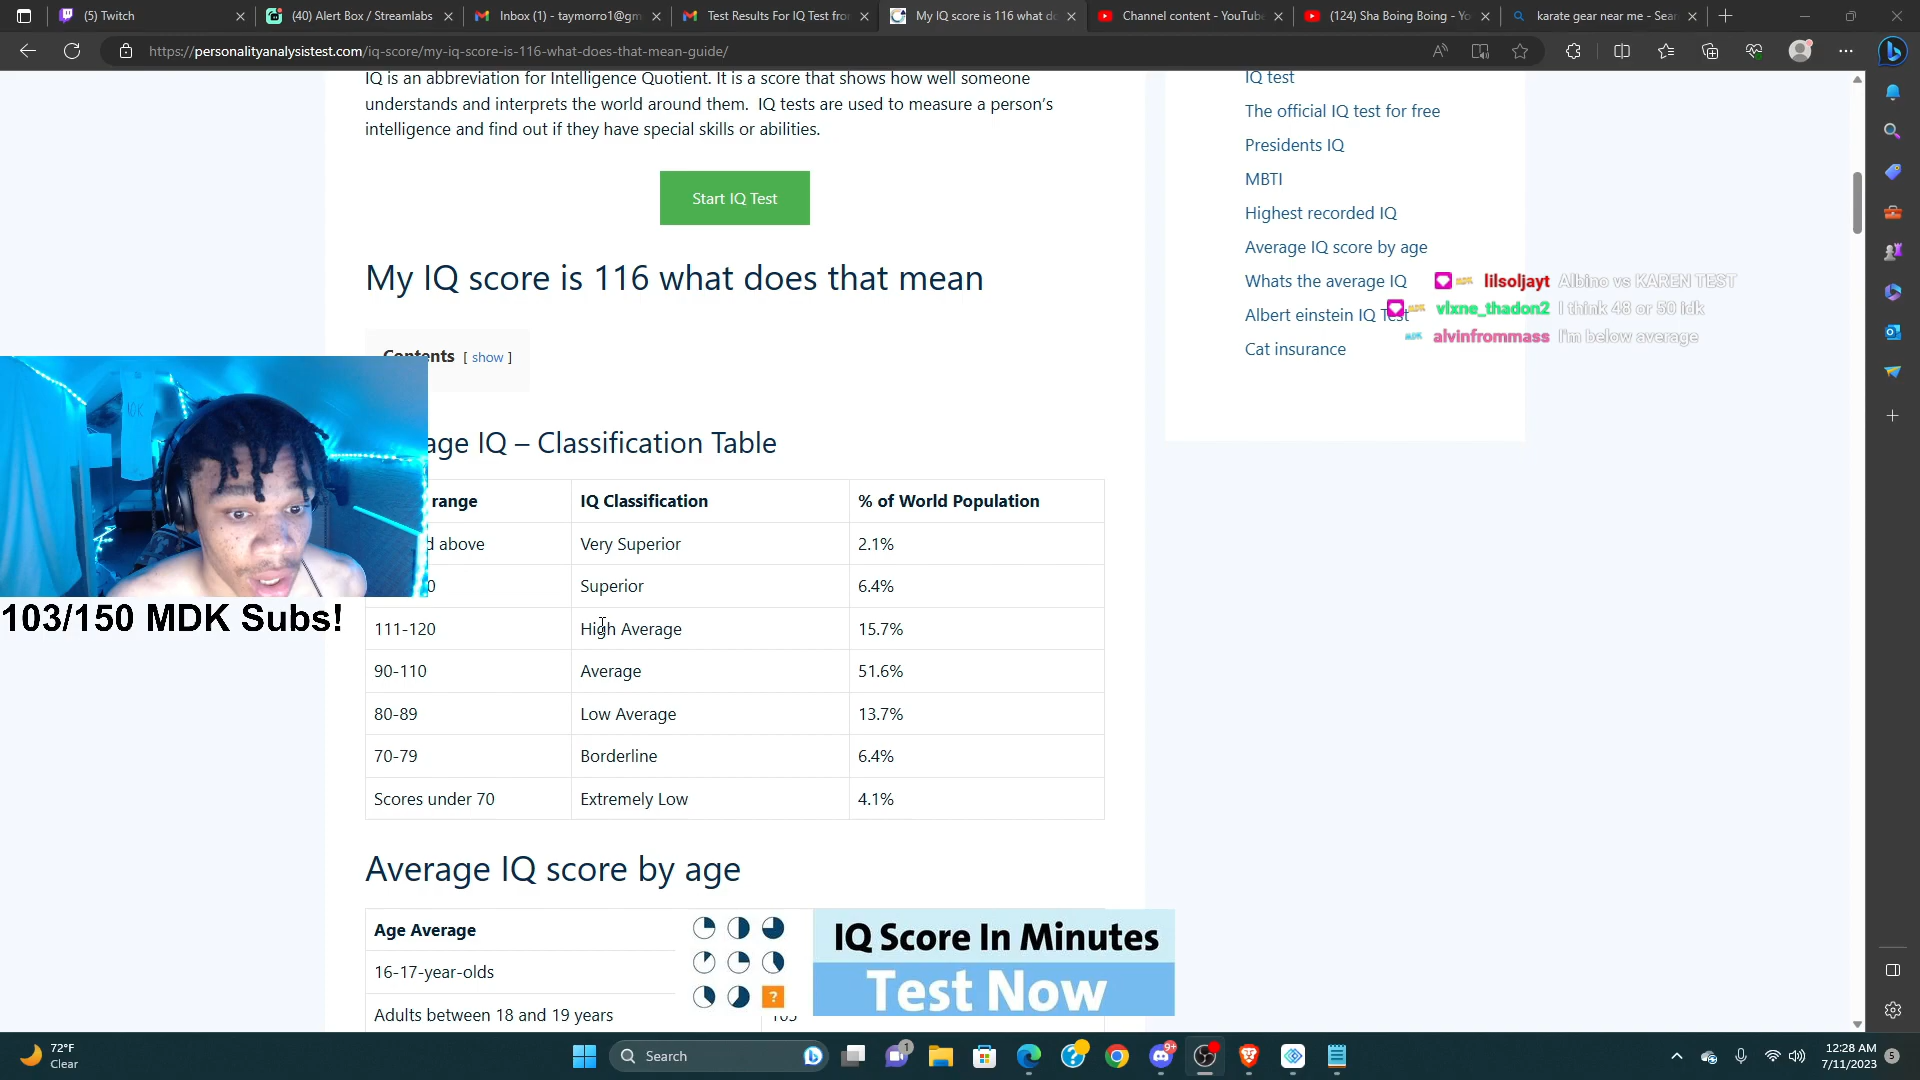 (5) Twitch
(40) Alert Box / Streamlabs
Inbox (1) - taymorro1@gm
Test Results For IQ Test fro
My IQ score is 116 what do
Channel content - YouTube
(124) Sha Boing Boing - Yo
karate gear near me - Sear
https://personalityanalysistest.com/iq-score/my-iq-score-is-116-what-does-that-mean-guide/
IQ is an abbreviation for Intelligence Quotient. It is a score that shows how well someone
understands and interprets the world around them. IQ tests are used to measure a person's
intelligence and find out if they have special skills or abilities.
Start IQ Test
My IQ score is 116 what does that mean
Contents [ show ]
age IQ – Classification Table
range IQ Classification % of World Population
d above Very Superior 2.1%
0 Superior 6.4%
111-120 High Average 15.7%
90-110 Average 51.6%
80-89 Low Average 13.7%
70-79 Borderline 6.4%
Scores under 70 Extremely Low 4.1%
Average IQ score by age
Age Average
16-17-year-olds
Adults between 18 and 19 years 105
?
IQ Score In Minutes
Test Now
IQ test
The official IQ test for free
Presidents IQ
MBTI
Highest recorded IQ
Average IQ score by age
Whats the average IQ
Albert einstein IQ Test
Cat insurance
lilsoljayt Albino vs KAREN TEST
vlxne_thadon2 I think 48 or 50 Idk
alvinfrommass I'm below average
103/150 MDK Subs!
72°F
Clear
Search
1
9+
12:28 AM
7/11/2023
5